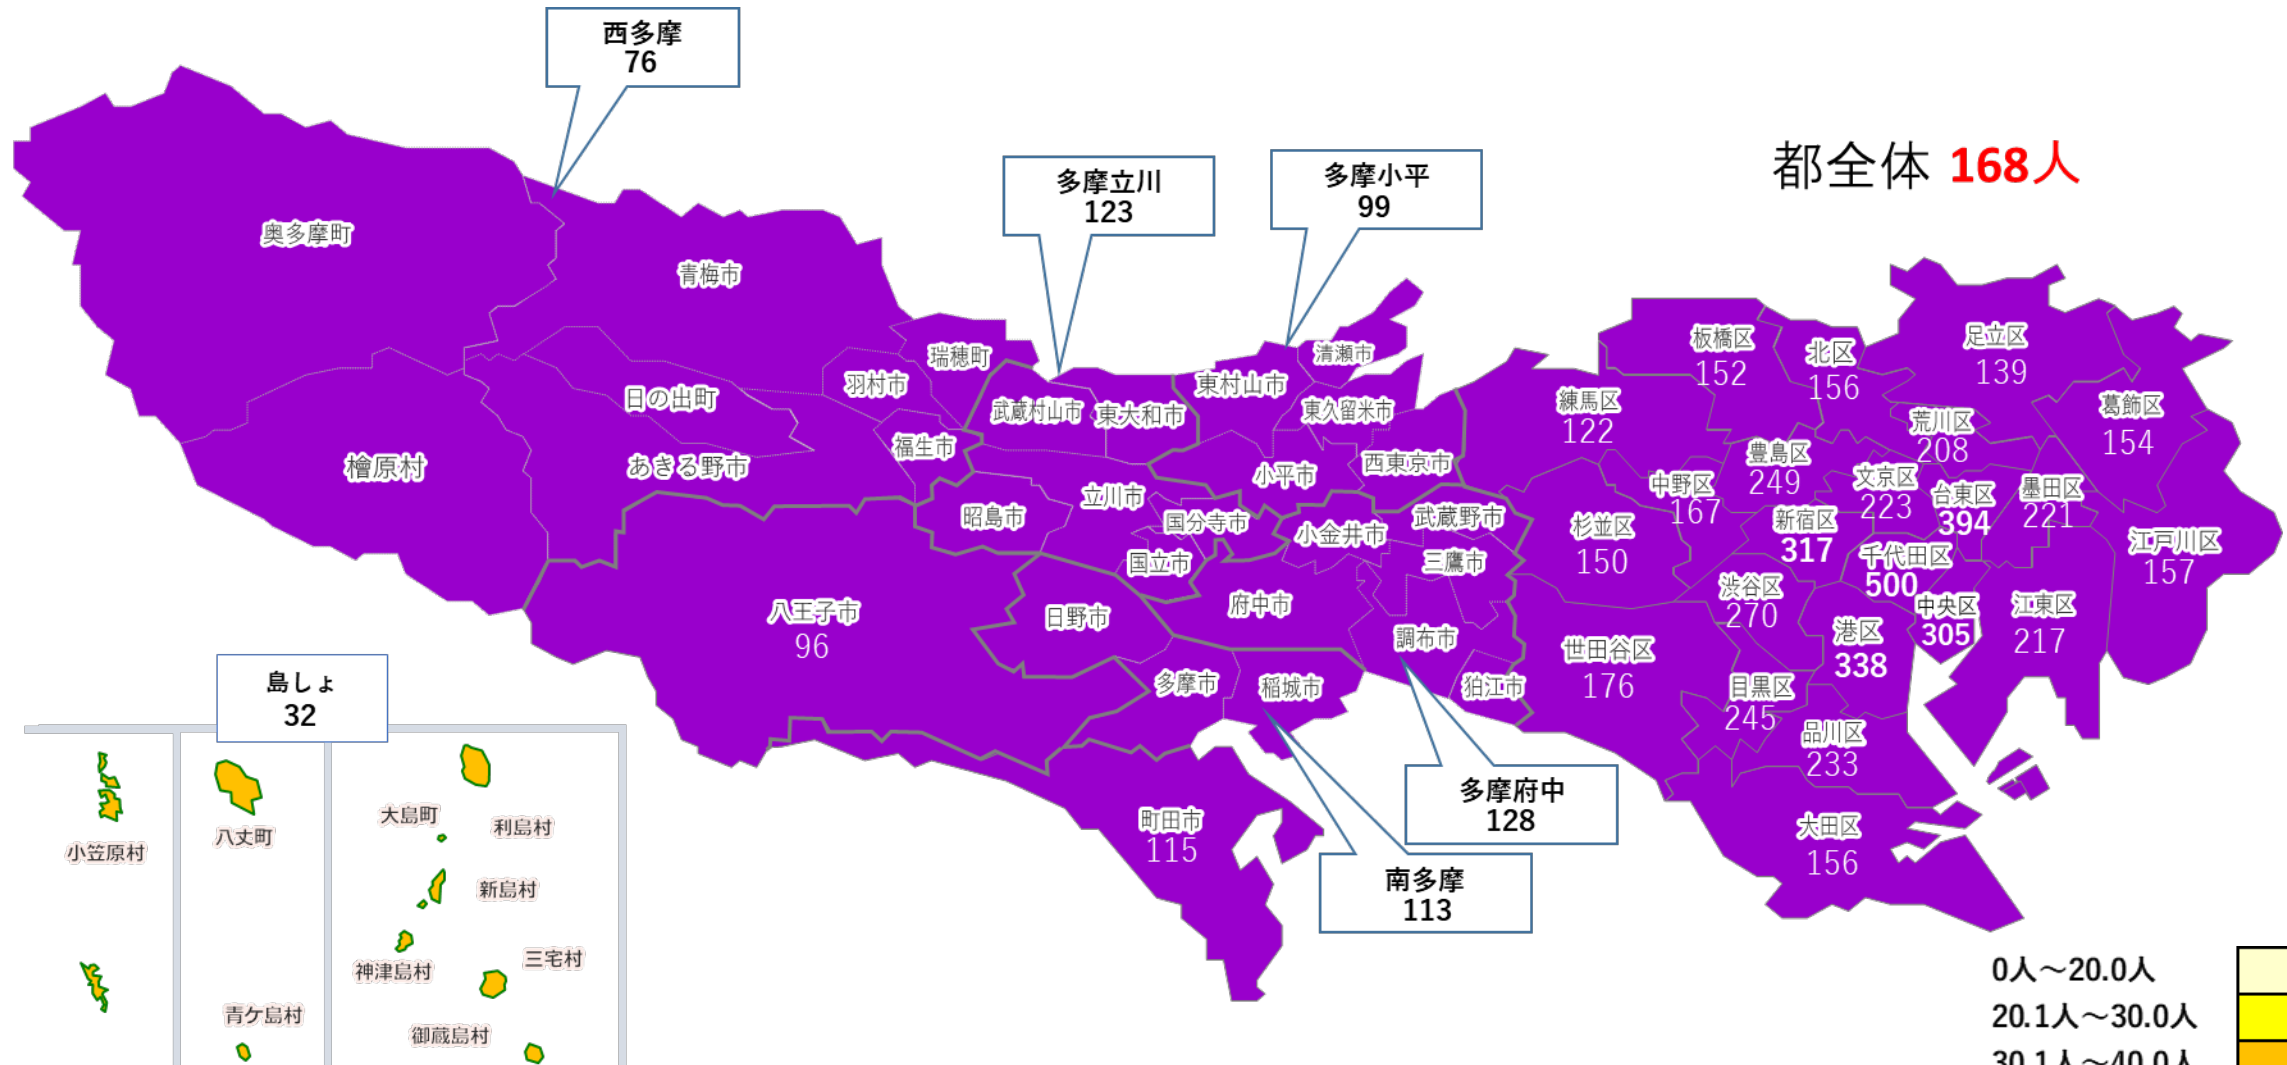 西多摩
76
多摩立川
123
多摩小平
99
都全体 168人
奥多摩町
青梅市
瑞穂町
羽村市
日の出町
福生市
あきる野市
檜原村
武蔵村山市
東大和市
東村山市
清瀬市
東久留米市
小平市
西東京市
立川市
昭島市
国分寺市
国立市
小金井市
武蔵野市
三鷹市
府中市
調布市
狛江市
八王子市
96
日野市
多摩市
稲城市
町田市
115
多摩府中
128
南多摩
113
板橋区
152
北区
156
足立区
139
葛飾区
154
練馬区
122
荒川区
208
豊島区
249
文京区
223
台東区
394
墨田区
221
中野区
167
新宿区
317
杉並区
150
千代田区
500
江戸川区
157
渋谷区
270
中央区
305
江東区
217
港区
338
世田谷区
176
目黒区
245
品川区
233
大田区
156
島しょ
32
小笠原村
八丈町
青ケ島村
大島町
利島村
新島村
神津島村
三宅村
御蔵島村
0人～20.0人
20.1人～30.0人
30.1人～40.0人